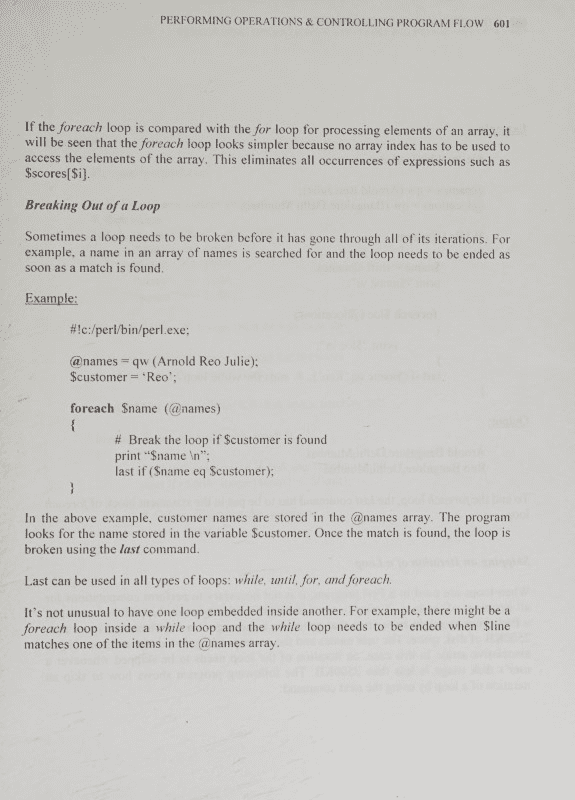 PERFORMING OPERATIONS & CONTROLLING PROGRAM FLOW 601
If the foreach loop is compared with the for loop for processing elements of an array, it
will be seen that the foreach loop looks simpler because no array index has to be used to
access the elements of the array. This eliminates all occurrences of expressions such as
$scores[$i].
Breaking Out of a Loop
Sometimes a loop needs to be broken before it has gone through all of its iterations. For
example, a name in an array of names is searched for and the loop needs to be ended as
soon as a match is found.
Example:
#!c:/perl/bin/perl.exe;
@names = qw (Arnold Reo Julie);
$customer = ‘Reo’;
foreach $name (@names)
{
# Break the loop if $customer is found
print “$name \n”;
last if ($name eq $customer);
}
In the above example, customer names are stored in the @names array. The program
looks for the name stored in the variable $customer. Once the match is found, the loop is
broken using the last command.
Last can be used in all types of loops: while, until, for, and foreach.
It's not unusual to have one loop embedded inside another. For example, there might be a
foreach loop inside a while loop and the while loop needs to be ended when $line
matches one of the items in the @names array.